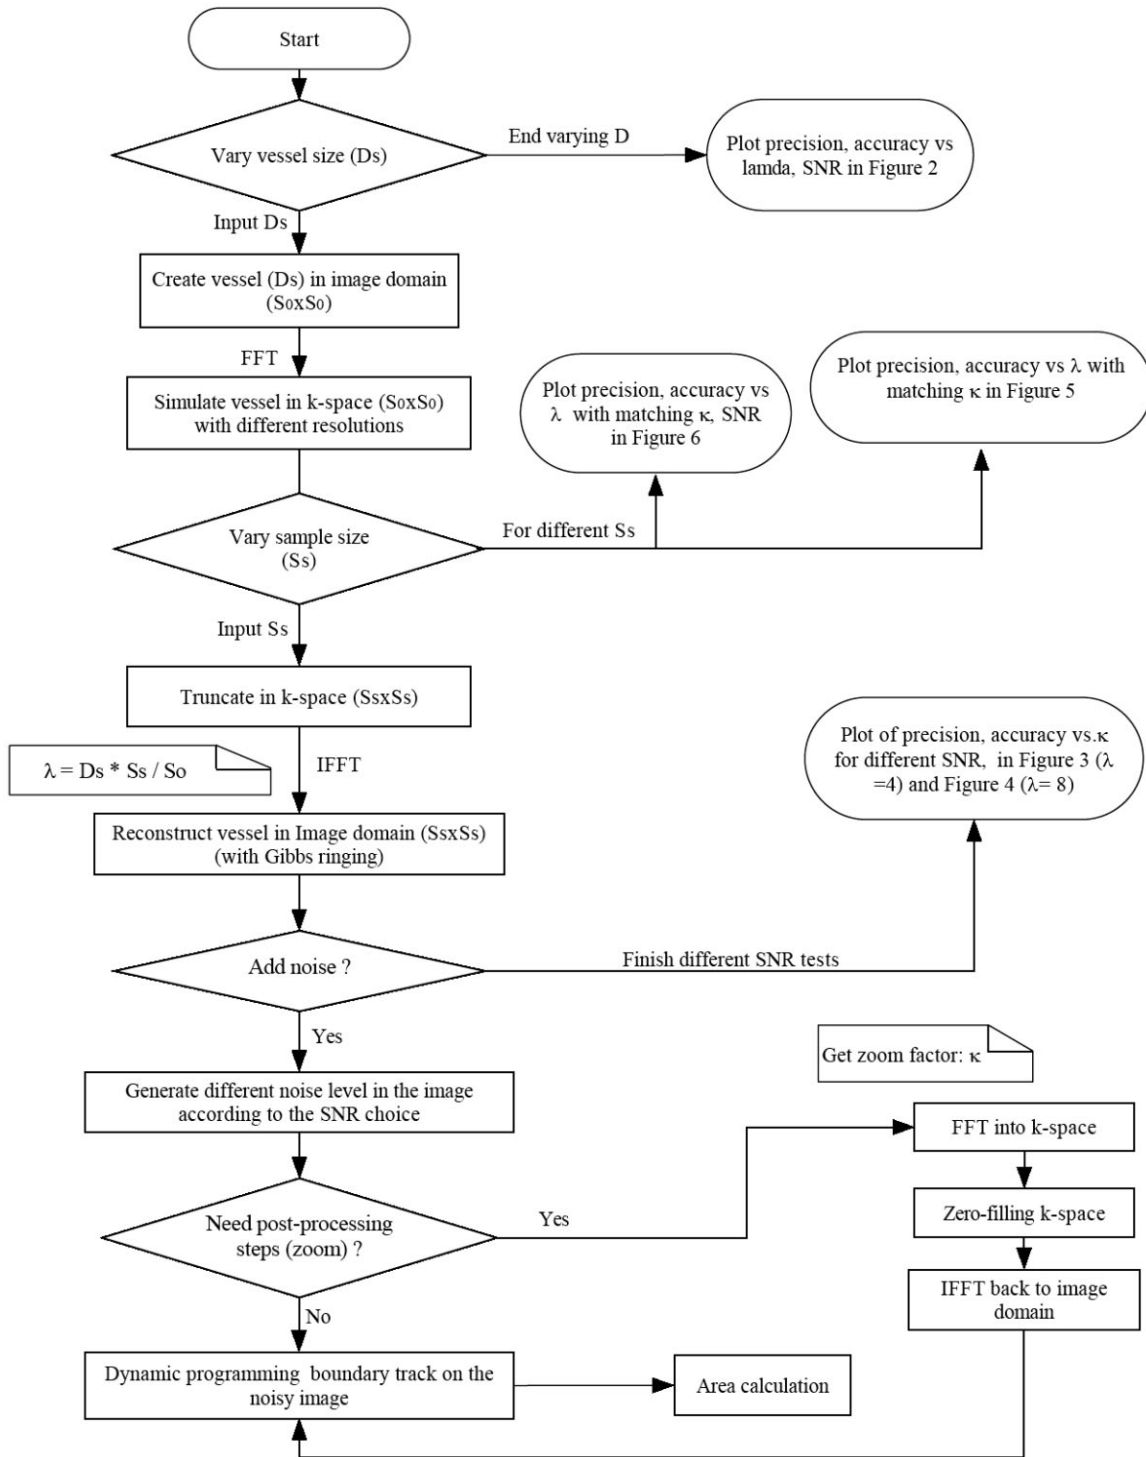 Start
Vary vessel size (Ds)
End varying D
Plot precision, accuracy vs
lamda, SNR in Figure 2
Input Ds
Create vessel (Ds) in image domain
(S0xS0)
FFT
Simulate vessel in k-space (S0xS0)
with different resolutions
Plot precision, accuracy vs
λ with matching κ, SNR
in Figure 6
Plot precision, accuracy vs λ with
matching κ in Figure 5
Vary sample size
(Ss)
For different Ss
Input Ss
Truncate in k-space (SsxSs)
λ = Ds * Ss / So
IFFT
Plot of precision, accuracy vs.κ
for different SNR, in Figure 3 (λ
=4) and Figure 4 (λ= 8)
Reconstruct vessel in Image domain (SsxSs)
(with Gibbs ringing)
Add noise ?
Finish different SNR tests
Yes
Get zoom factor: κ
Generate different noise level in the image
according to the SNR choice
FFT into k-space
Need post-processing
steps (zoom) ?
Yes
Zero-filling k-space
IFFT back to image
domain
No
Dynamic programming boundary track on the
noisy image
Area calculation